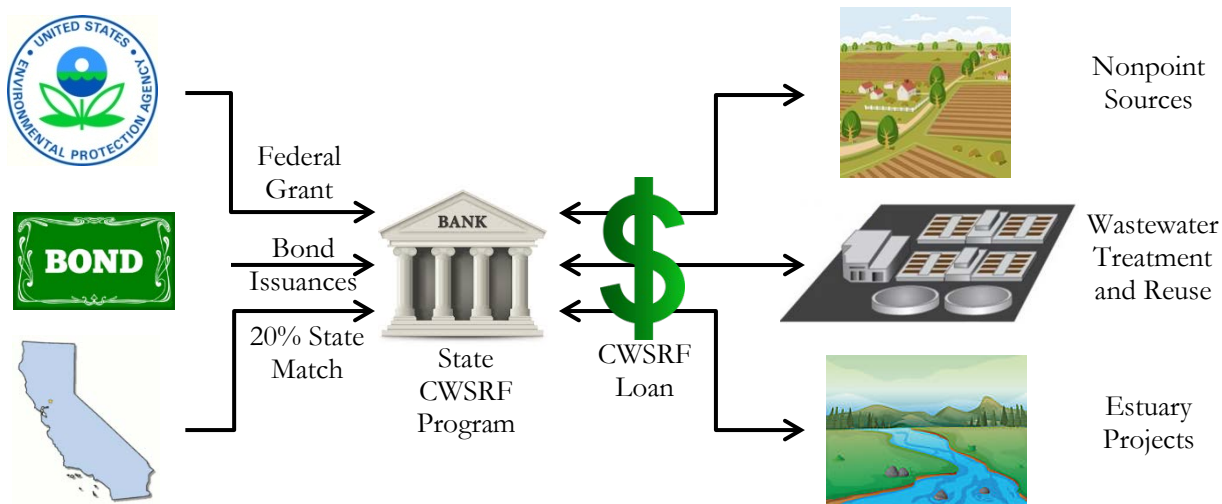 UNITED STATES
ENVIRONMENTAL PROTECTION AGENCY
Federal
Grant
BOND
Bond
Issuances
20% State
Match
BANK
State
CWSRF
Program
CWSRF
Loan
Nonpoint
Sources
Wastewater
Treatment
and Reuse
Estuary
Projects